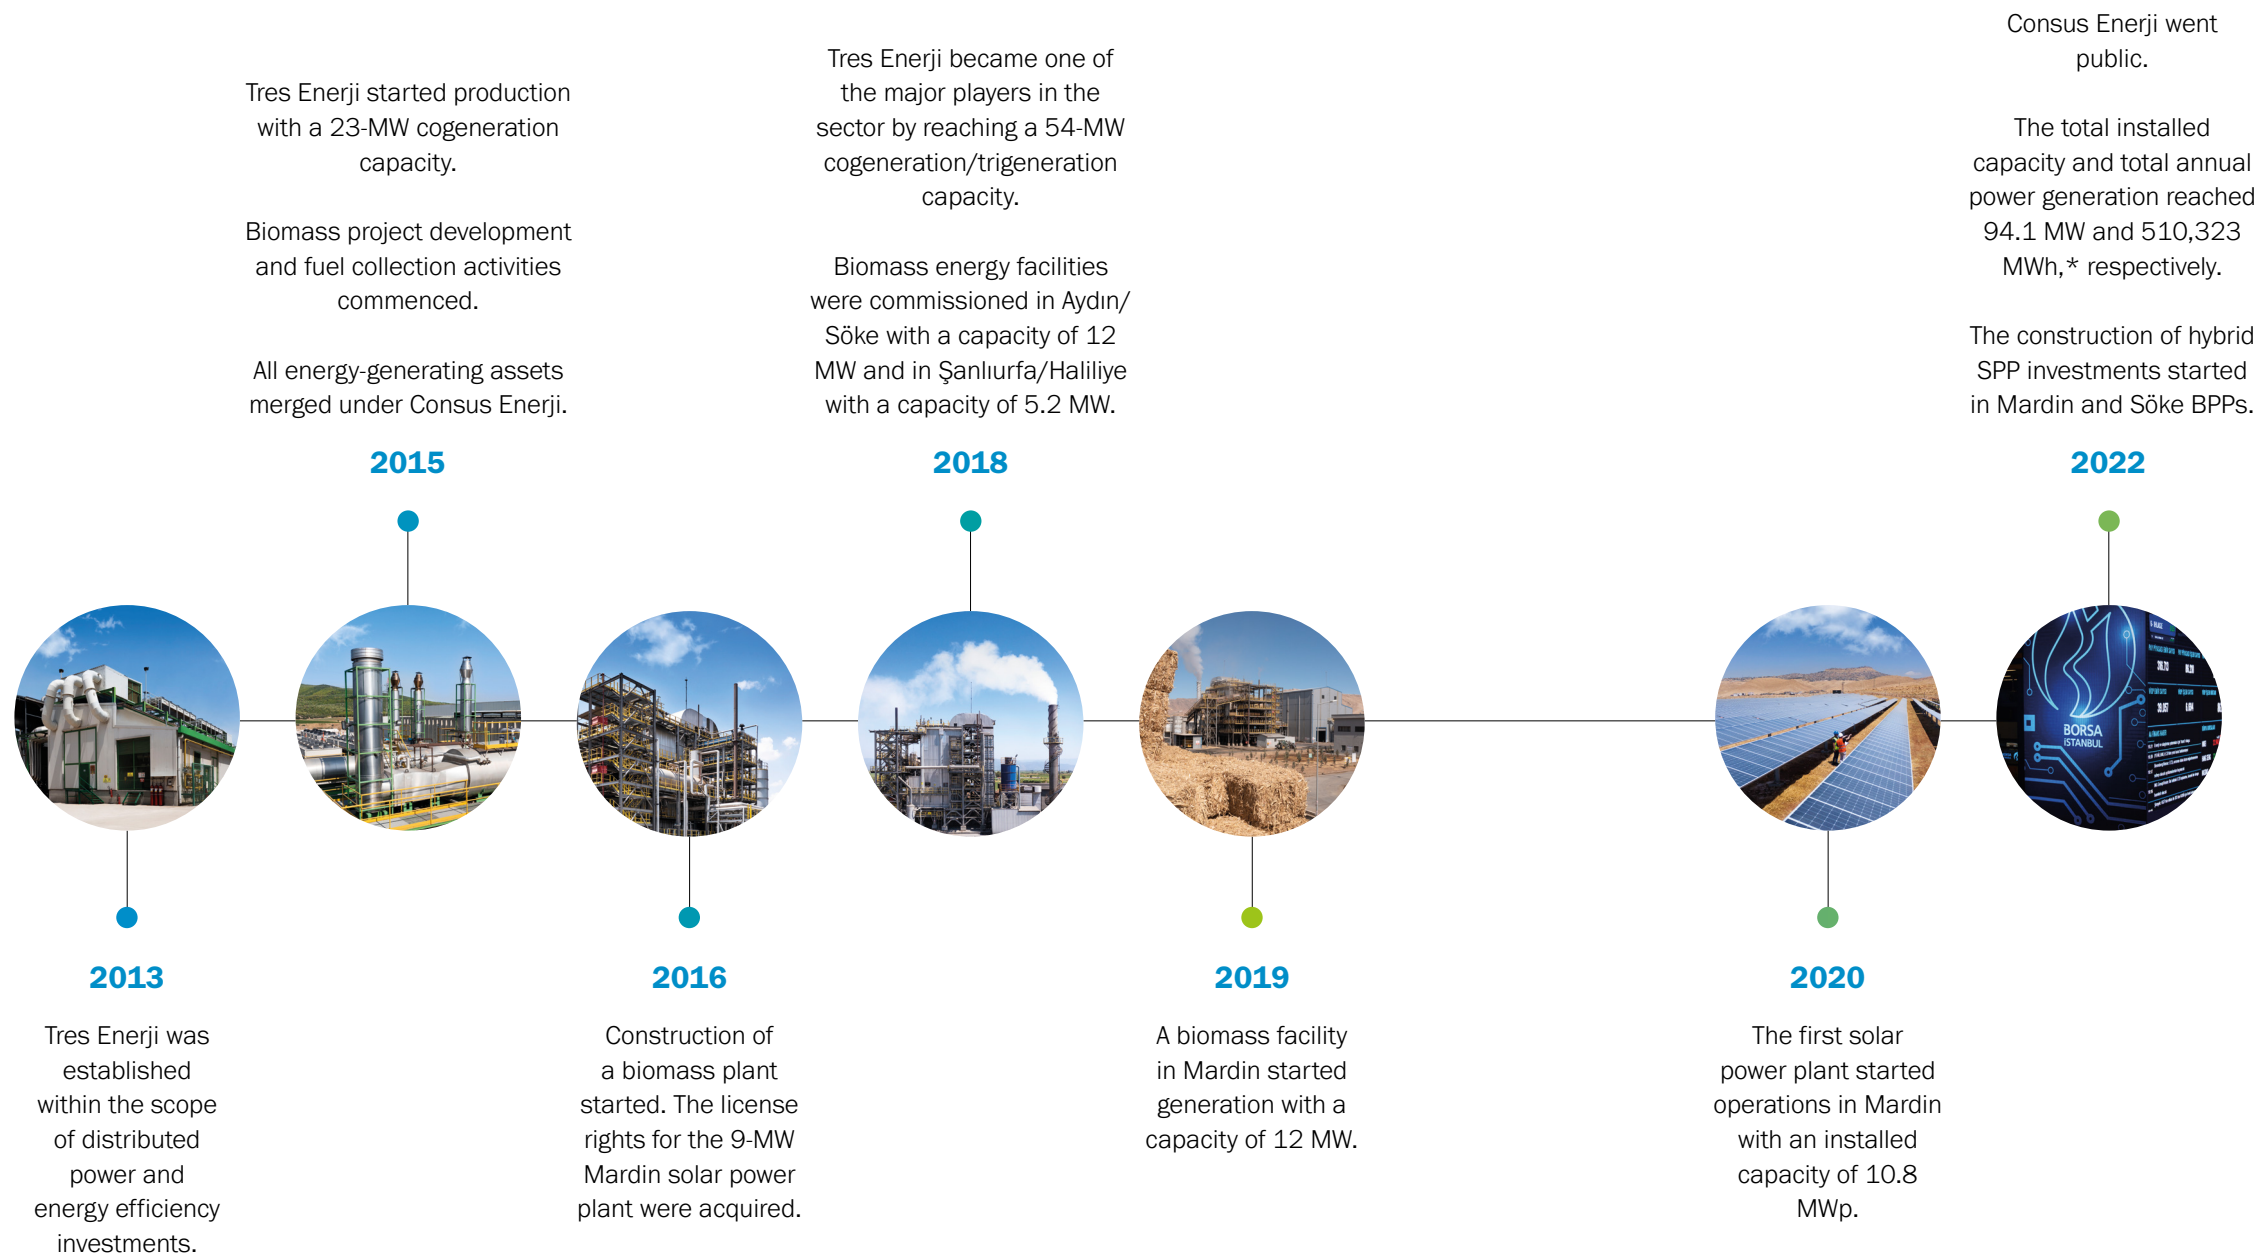 Tres Enerji started production
with a 23-MW cogeneration
capacity.
Biomass project development
and fuel collection activities
commenced.
All energy-generating assets
merged under Consus Enerji.
2015
Tres Enerji became one of
the major players in the
sector by reaching a 54-MW
cogeneration/trigeneration
capacity.
Biomass energy facilities
were commissioned in Aydın/
Söke with a capacity of 12
MW and in Şanlıurfa/Haliliye
with a capacity of 5.2 MW.
2018
Consus Enerji went
public.
The total installed
capacity and total annual
power generation reached
94.1 MW and 510,323
MWh,* respectively.
The construction of hybrid
SPP investments started
in Mardin and Söke BPPs.
2022
BORSA
İSTANBUL
2013
Tres Enerji was
established
within the scope
of distributed
power and
energy efficiency
investments.
2016
Construction of
a biomass plant
started. The license
rights for the 9-MW
Mardin solar power
plant were acquired.
2019
A biomass facility
in Mardin started
generation with a
capacity of 12 MW.
2020
The first solar
power plant started
operations in Mardin
with an installed
capacity of 10.8
MWp.